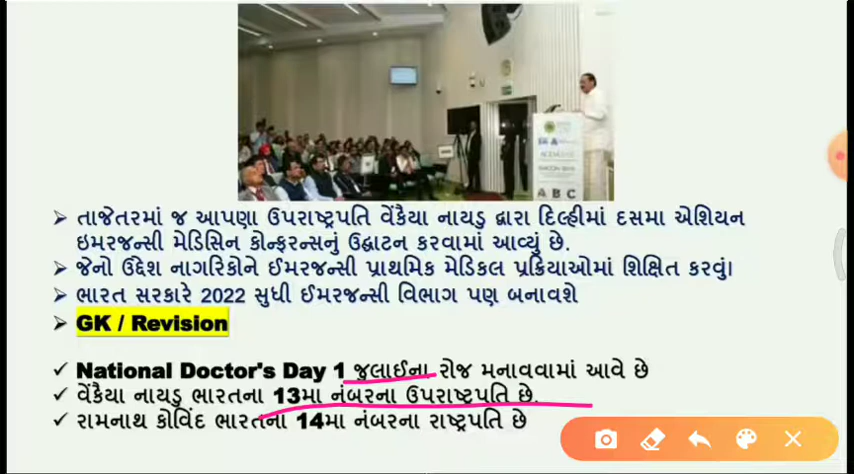 A B C
તાજેતરમાં જ આપણા ઉપરાષ્ટ્રપતિ વેંકૈયા નાયડુ દ્વારા દિલ્હીમાં દસમા એશિયન
ઇમરજન્સી મેડિસિન કોન્ફરન્સનું ઉદ્ઘાટન કરવામાં આવ્યું છે.
જેનો ઉદ્દેશ નાગરિકોને ઈમરજન્સી પ્રાથમિક મેડિકલ પ્રક્રિયાઓમાં શિક્ષિત કરવું।
ભારત સરકારે 2022 સુધી ઈમરજન્સી વિભાગ પણ બનાવશે
GK / Revision
National Doctor's Day 1 જુલાઈના રોજ મનાવવામાં આવે છે
વેંકૈયા નાયડુ ભારતના 13મા નંબરના ઉપરાષ્ટ્રપતિ છે.
રામનાથ કોવિંદ ભારતના 14મા નંબરના રાષ્ટ્રપતિ છે